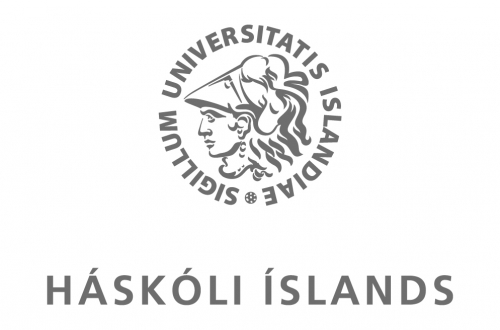 SIGILLUM UNIVERSITATIS ISLANDIAE
HÁSKÓLI ÍSLANDS